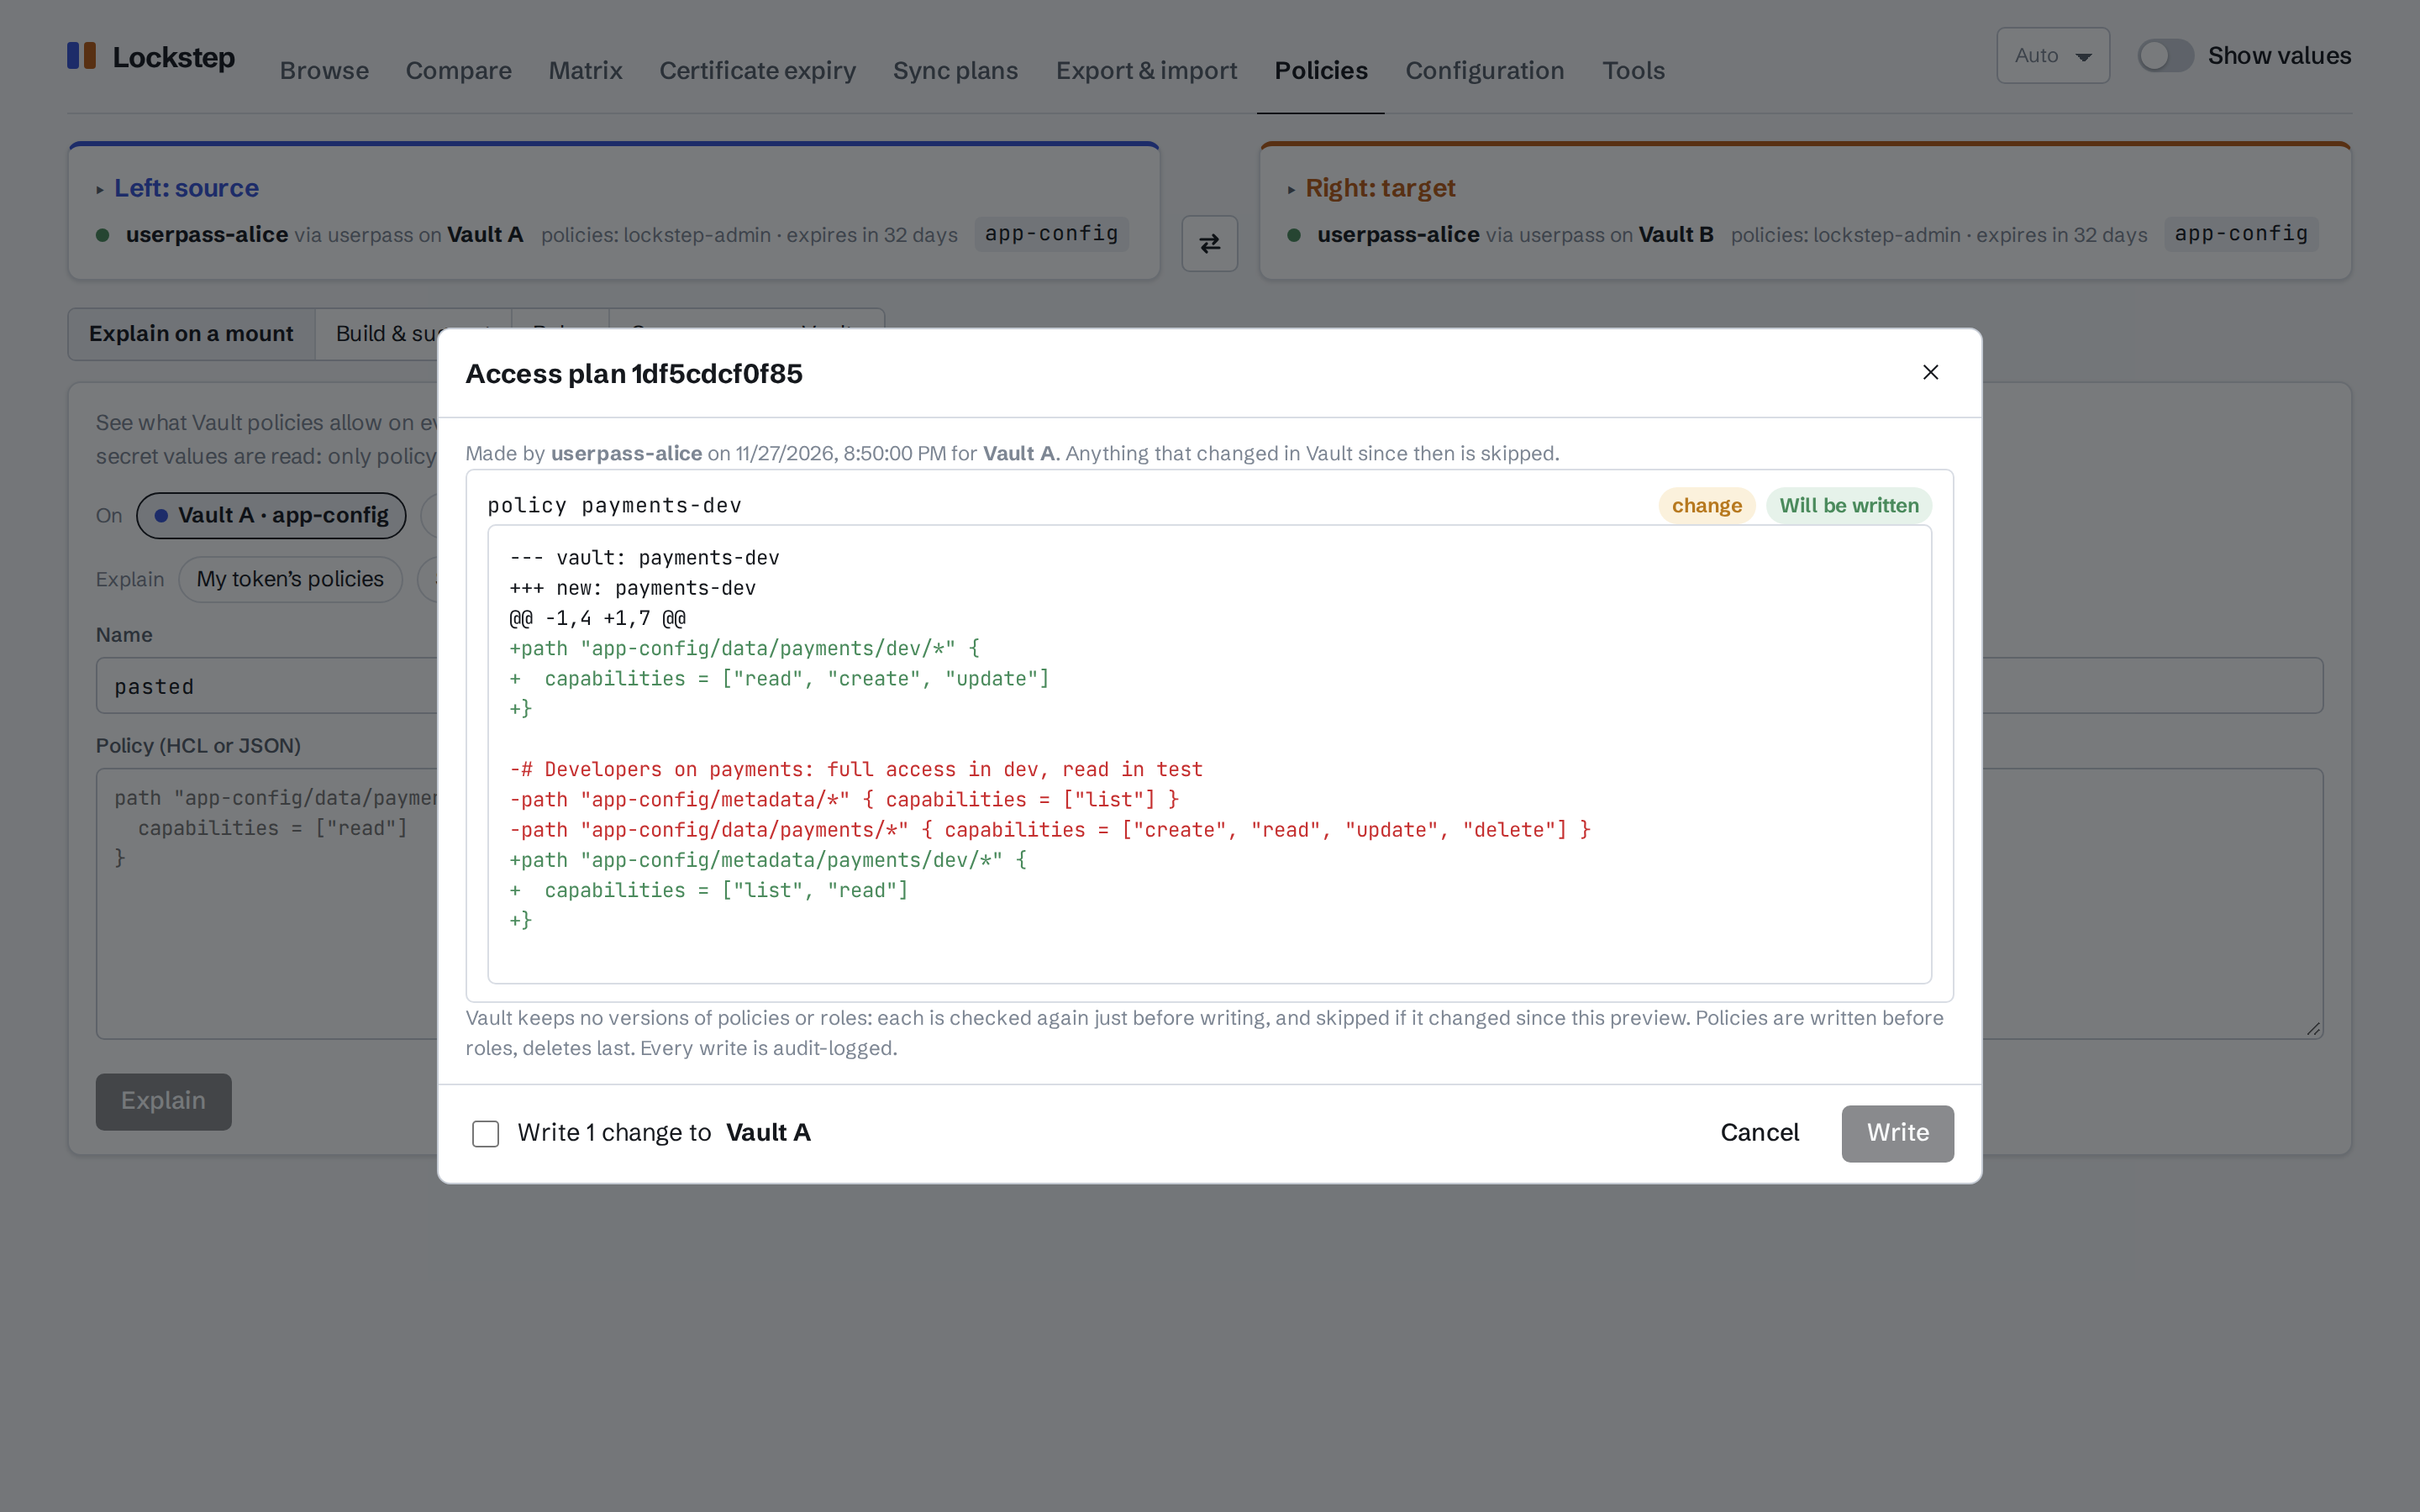 Lockstep Browse Compare Matrix Certificate expiry Sync plans Export & import Policies Configuration Tools Auto Show values
Left: source
userpass-alice via userpass on Vault A policies: lockstep-admin · expires in 32 days app-config
Right: target
userpass-alice via userpass on Vault B policies: lockstep-admin · expires in 32 days app-config
Explain on a mount Build &
Access plan 1df5cdcf0f85
Made by userpass-alice on 11/27/2026, 8:50:00 PM for Vault A. Anything that changed in Vault since then is skipped.
policy payments-dev change Will be written
--- vault: payments-dev
+++ new: payments-dev
@@ -1,4 +1,7 @@
+path "app-config/data/payments/dev/*" {
+  capabilities = ["read", "create", "update"]
+}
-# Developers on payments: full access in dev, read in test
-path "app-config/metadata/*" { capabilities = ["list"] }
-path "app-config/data/payments/*" { capabilities = ["create", "read", "update", "delete"] }
+path "app-config/metadata/payments/dev/*" {
+  capabilities = ["list", "read"]
+}
Vault keeps no versions of policies or roles: each is checked again just before writing, and skipped if it changed since this preview. Policies are written before
roles, deletes last. Every write is audit-logged.
Write 1 change to Vault A Cancel Write
See what Vault policies allow on
secret values are read: only policy
On Vault A · app-config
Explain My token's policies
Name
pasted
Policy (HCL or JSON)
path "app-config/data/
  capabilities = ["read"]
}
Explain